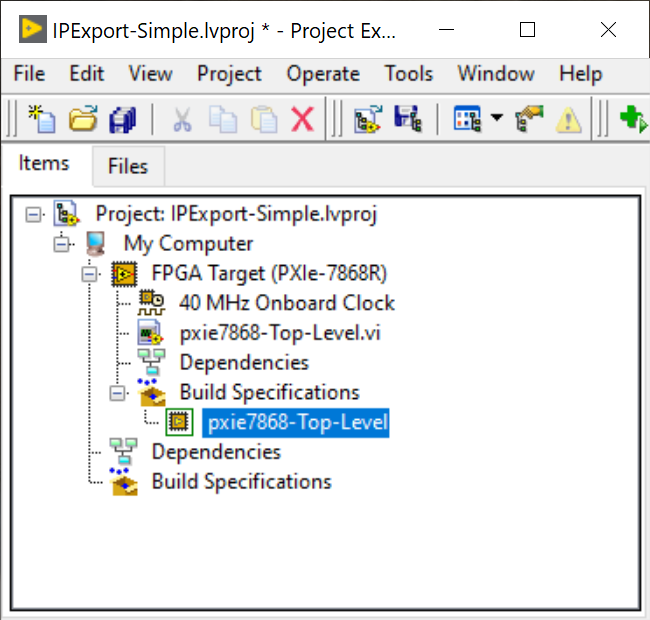 IPExport-Simple.lvproj * - Project Ex...
File Edit View Project Operate Tools Window Help
Items Files
Project: IPExport-Simple.lvproj
My Computer
FPGA Target (PXIe-7868R)
40 MHz Onboard Clock
pxie7868-Top-Level.vi
Dependencies
Build Specifications
pxie7868-Top-Level
Dependencies
Build Specifications